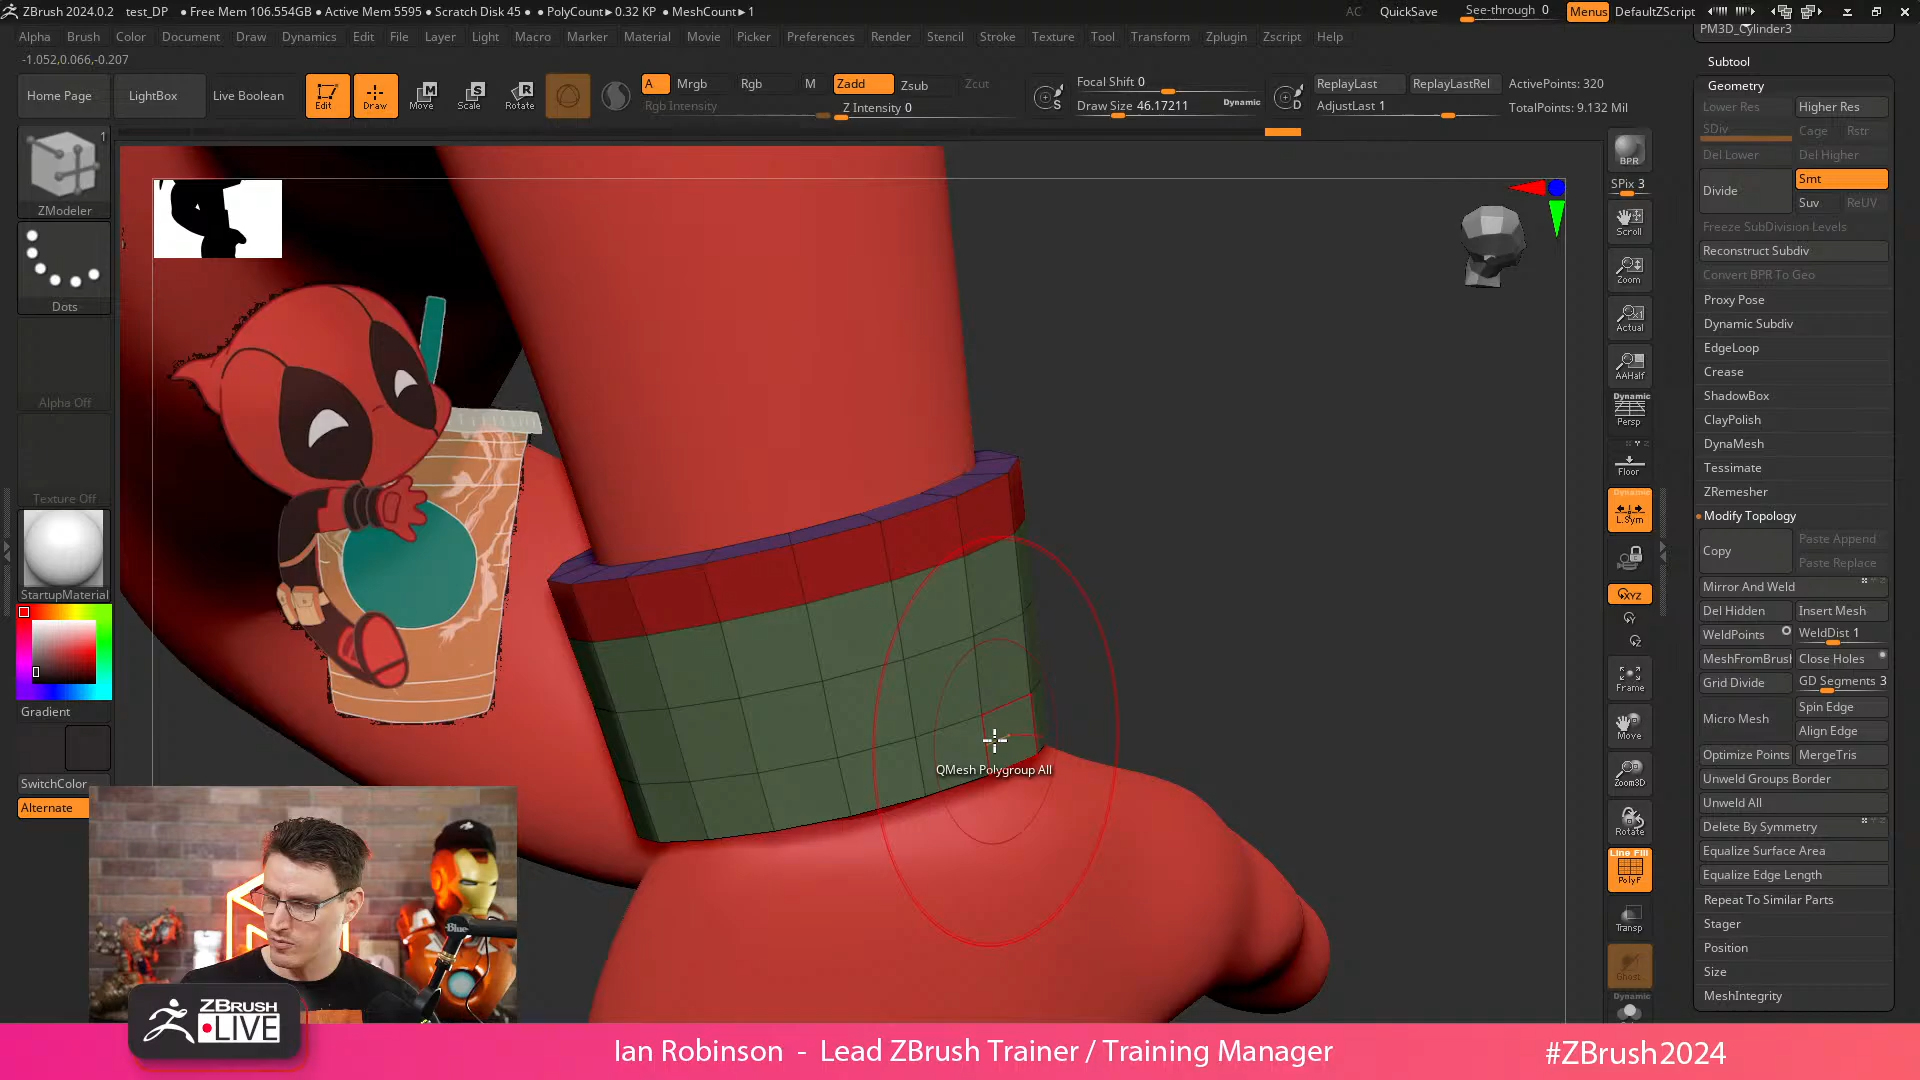 ZBrush 2024.0.2 test_DP ● Free Mem 106.554GB ● Active Mem 5595 ● Scratch Disk 45 ● ● PolyCount► 0.32 KP ● MeshCount► 1 AC QuickSave See-through 0 Menus DefaultZScript
Alpha Brush Color Document Draw Dynamics Edit File Layer Light Macro Marker Material Movie Picker Preferences Render Stencil Stroke Texture Tool Transform Zplugin Zscript Help
-1.052,0.066,-0.207
Home Page LightBox Live Boolean
Edit Draw Move Scale Rotate
A Mrgb Rgb M Zadd Zsub Zcut
Rgb Intensity Z Intensity 0
Focal Shift 0
Draw Size 46.17211 Dynamic
ReplayLast ReplayLastRel ActivePoints: 320
AdjustLast 1 TotalPoints: 9.132 Mil
1
ZModeler
Dots
Alpha Off
Texture Off
StartupMaterial
Gradient
SwitchColor
Alternate
QMesh Polygroup All
BPR
SPix 3
Scroll
Zoom
Actual
AAHalf
Dynamic
Persp
Floor
Dynamic
L.Sym
XYZ
Frame
Move
Zoom3D
Rotate
Line Fill
PolyF
Transp
Ghost
Dynamic
PM3D_Cylinder3
Subtool
Geometry
Lower Res Higher Res
SDiv Cage Rstr
Del Lower Del Higher
Divide Smt
Suv ReUV
Freeze SubDivision Levels
Reconstruct Subdiv
Convert BPR To Geo
Proxy Pose
Dynamic Subdiv
EdgeLoop
Crease
ShadowBox
ClayPolish
DynaMesh
Tessimate
ZRemesher
Modify Topology
Copy Paste Append
Paste Replace
Mirror And Weld
Del Hidden Insert Mesh
WeldPoints WeldDist 1
MeshFromBrusl Close Holes
Grid Divide GD Segments 3
Micro Mesh Spin Edge
Align Edge
Optimize Points MergeTris
Unweld Groups Border
Unweld All
Delete By Symmetry
Equalize Surface Area
Equalize Edge Length
Repeat To Similar Parts
Stager
Position
Size
MeshIntegrity
Blue
ZBRUSH
LIVE
Ian Robinson - Lead ZBrush Trainer / Training Manager
#ZBrush2024